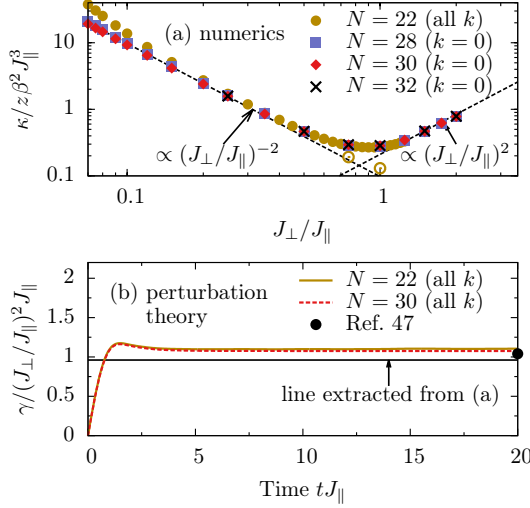 κ/zβ²J∥³
10
1
0.1
(a) numerics
N = 22 (all k)
N = 28 (k = 0)
N = 30 (k = 0)
N = 32 (k = 0)
∝ (J⊥/J∥)⁻²
∝ (J⊥/J∥)²
0.1
1
J⊥/J∥
γ/(J⊥/J∥)²J∥
2
1.5
1
0.5
0
(b) perturbation
theory
N = 22 (all k)
N = 30 (all k)
Ref. 47
line extracted from (a)
0
5
10
15
20
Time tJ∥